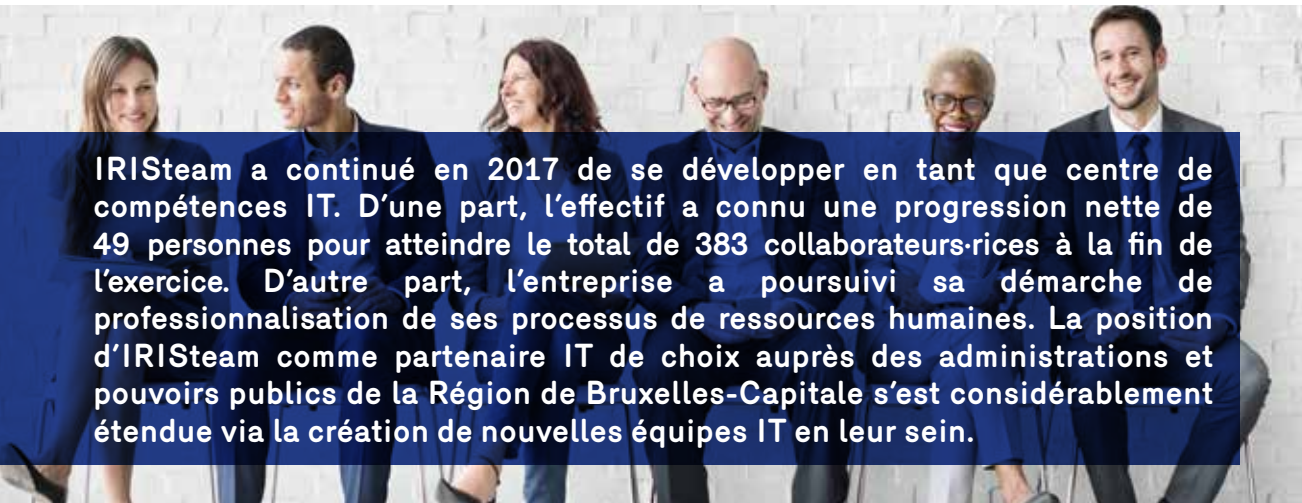 IRISteam a continué en 2017 de se développer en tant que centre de
compétences IT. D’une part, l’effectif a connu une progression nette de
49 personnes pour atteindre le total de 383 collaborateurs·rices à la fin de
l’exercice. D’autre part, l’entreprise a poursuivi sa démarche de
professionnalisation de ses processus de ressources humaines. La position
d’IRISteam comme partenaire IT de choix auprès des administrations et
pouvoirs publics de la Région de Bruxelles-Capitale s’est considérablement
étendue via la création de nouvelles équipes IT en leur sein.